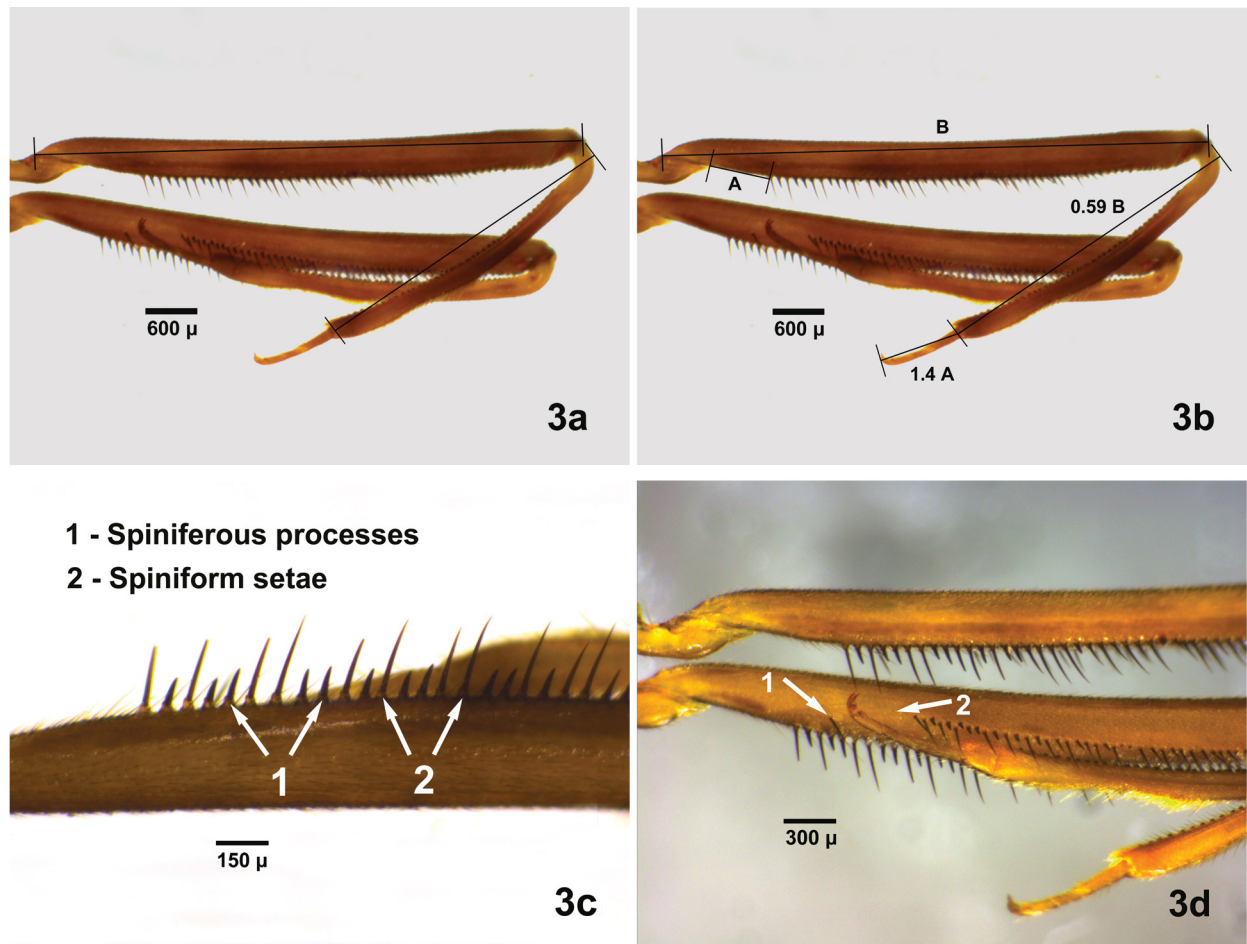 600 µ
3a
B
A
0.59 B
600 µ
1.4 A
3b
1 - Spiniferous processes
2 - Spiniform setae
1
2
150 µ
3c
1
2
300 µ
3d